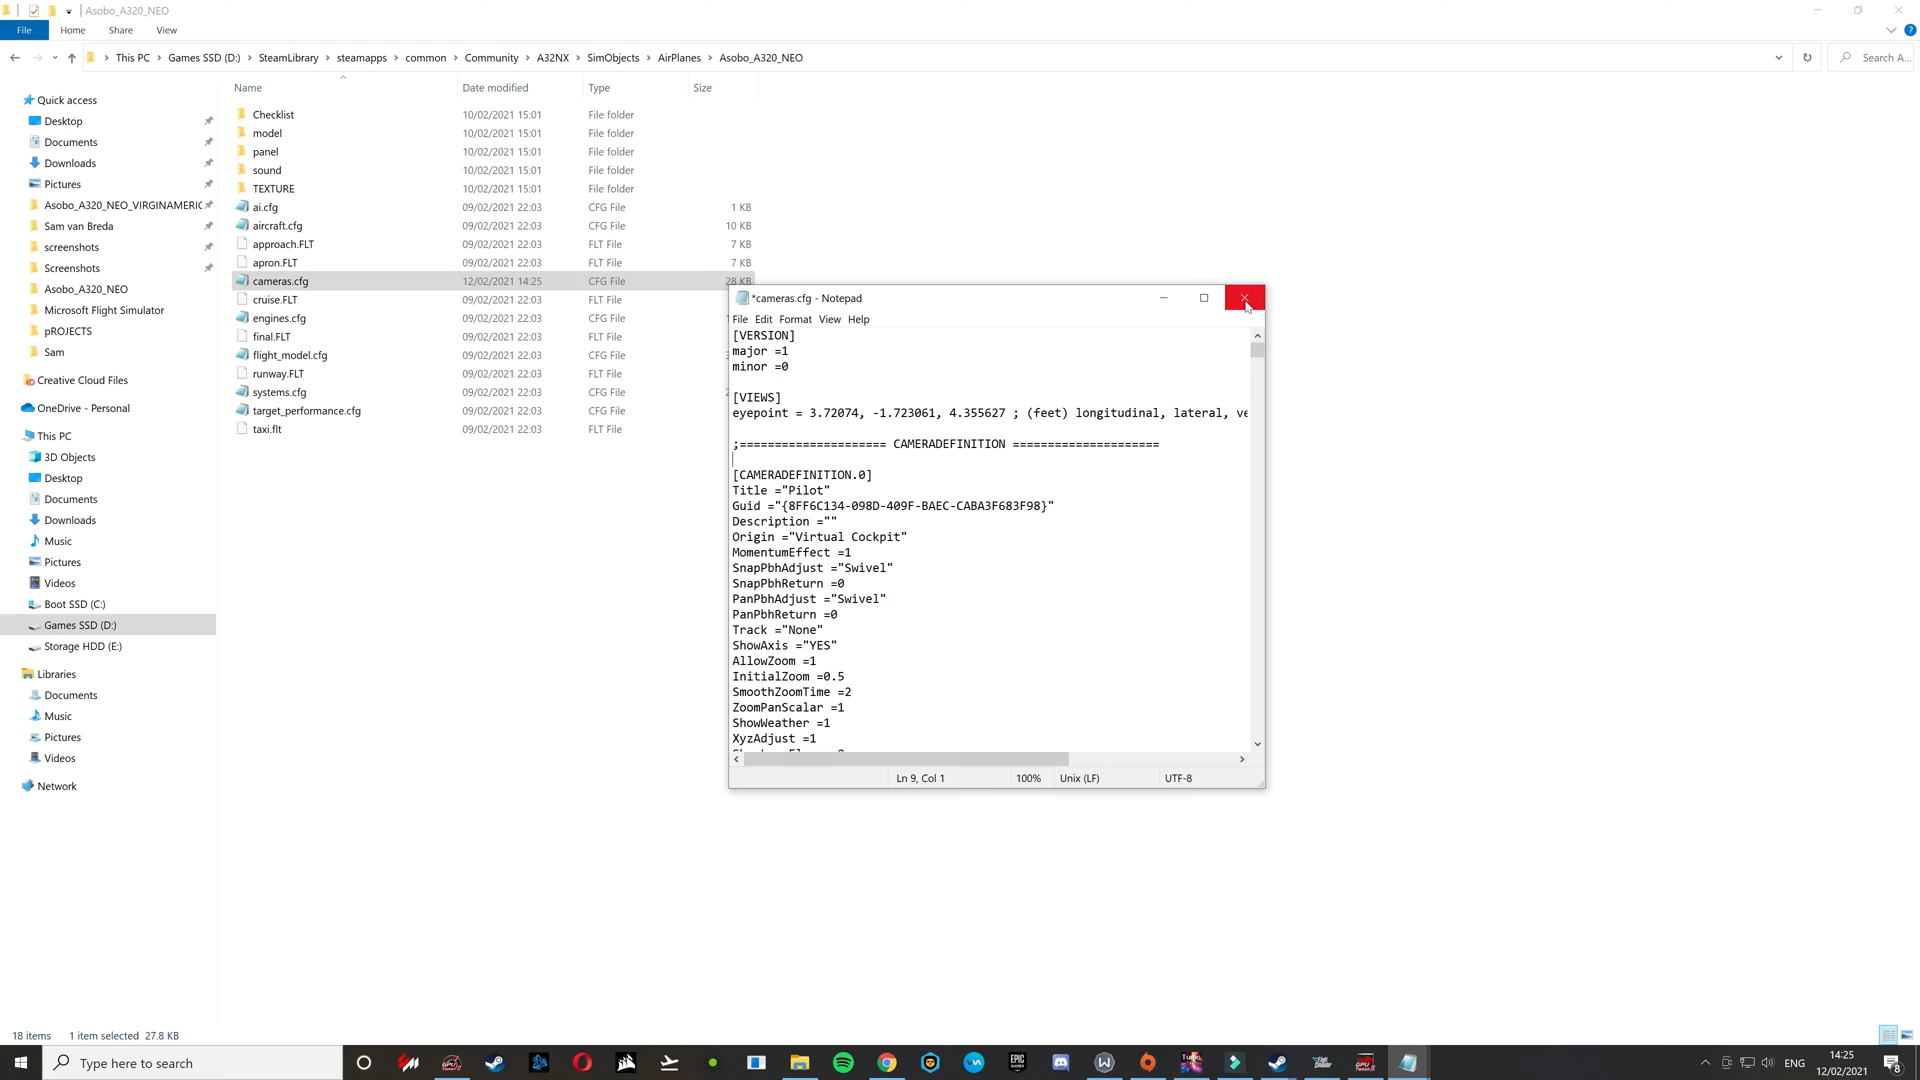 Asobo_A320_NEO
File Home Share View
This PC > Games SSD (D:) > SteamLibrary > steamapps > common > Community > A32NX > SimObjects > AirPlanes > Asobo_A320_NEO
Search A...
Name Date modified Type Size
Quick access
Desktop
Documents
Downloads
Pictures
Asobo_A320_NEO_VIRGINAMERIC
Sam van Breda
screenshots
Screenshots
Asobo_A320_NEO
Microsoft Flight Simulator
pROJECTS
Sam
Creative Cloud Files
OneDrive - Personal
This PC
3D Objects
Desktop
Documents
Downloads
Music
Pictures
Videos
Boot SSD (C:)
Games SSD (D:)
Storage HDD (E:)
Libraries
Documents
Music
Pictures
Videos
Network
Checklist 10/02/2021 15:01 File folder
model 10/02/2021 15:01 File folder
panel 10/02/2021 15:01 File folder
sound 10/02/2021 15:01 File folder
TEXTURE 10/02/2021 15:01 File folder
ai.cfg 09/02/2021 22:03 CFG File 1 KB
aircraft.cfg 09/02/2021 22:03 CFG File 10 KB
approach.FLT 09/02/2021 22:03 FLT File 7 KB
apron.FLT 09/02/2021 22:03 FLT File 7 KB
cameras.cfg 12/02/2021 14:25 CFG File 28 KB
cruise.FLT 09/02/2021 22:03 FLT File
engines.cfg 09/02/2021 22:03 CFG File
final.FLT 09/02/2021 22:03 FLT File
flight_model.cfg 09/02/2021 22:03 CFG File
runway.FLT 09/02/2021 22:03 FLT File
systems.cfg 09/02/2021 22:03 CFG File
target_performance.cfg 09/02/2021 22:03 CFG File
taxi.flt 09/02/2021 22:03 FLT File
*cameras.cfg - Notepad
File Edit Format View Help
[VERSION]
major =1
minor =0
[VIEWS]
eyepoint = 3.72074, -1.723061, 4.355627 ; (feet) longitudinal, lateral, ve
;===================== CAMERADEFINITION =====================
[CAMERADEFINITION.0]
Title ="Pilot"
Guid ="{8FF6C134-098D-409F-BAEC-CABA3F683F98}"
Description =""
Origin ="Virtual Cockpit"
MomentumEffect =1
SnapPbhAdjust ="Swivel"
SnapPbhReturn =0
PanPbhAdjust ="Swivel"
PanPbhReturn =0
Track ="None"
ShowAxis ="YES"
AllowZoom =1
InitialZoom =0.5
SmoothZoomTime =2
ZoomPanScalar =1
ShowWeather =1
XyzAdjust =1
Ln 9, Col 1 100% Unix (LF) UTF-8
18 items 1 item selected 27.8 KB
Type here to search
EPIC GAMES
ENG
14:25
12/02/2021
8